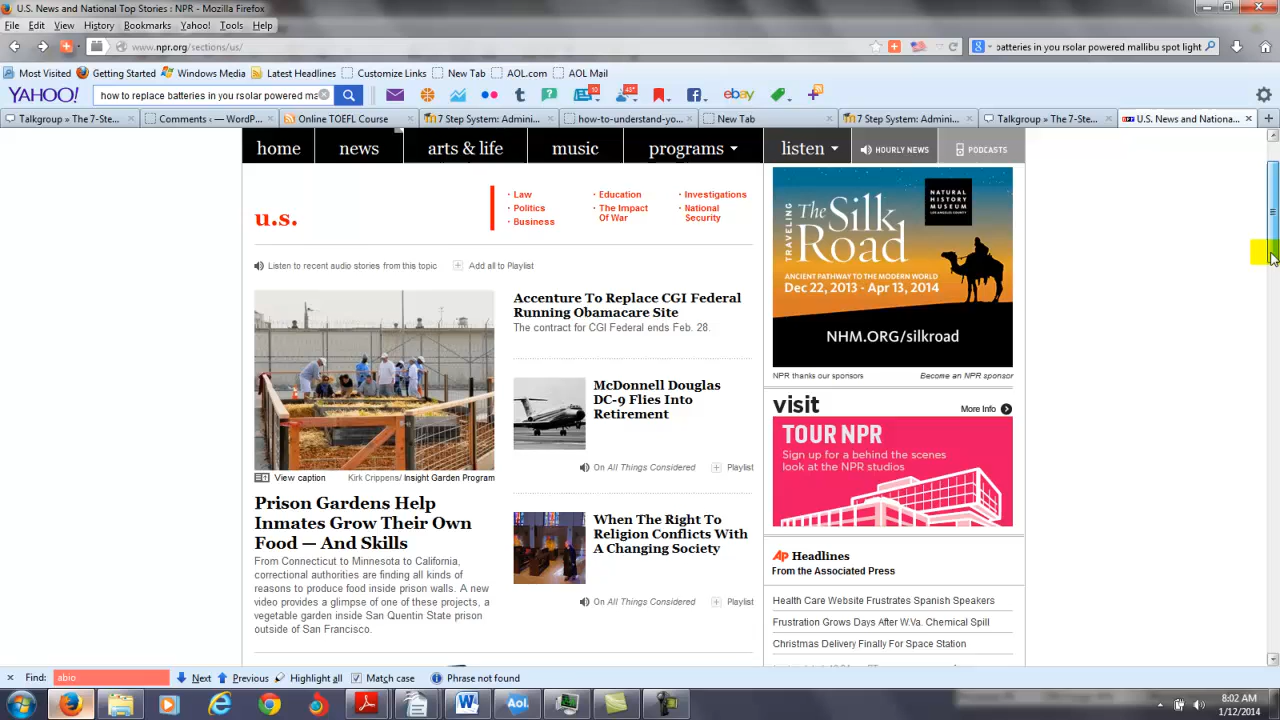 U.S. News and National Top Stories : NPR - Mozilla Firefox
File Edit View History Bookmarks Tools Help
www.npr.org/sections/us/
batteries in your rsolar powered mallibu spot light
Most Visited Getting Started Windows Media Latest Headlines Customize Links New Tab AOL.com AOL Mail
YAHOO! how to replace batteries in yur rsolar powered ma
ebay
Talkgroup » The 7-Ste... Comments ‹ — WordP... Online TOEFL Course 7 Step System: Admini... how-to-understand-yo... New Tab 7 Step System: Admini... Talkgroup » The 7-Ste... U.S. News and Nationa...
home news arts & life music programs listen HOURLY NEWS PODCASTS
u.s.
· Law · Education · Investigations
· Politics · The Impact Of War · National Security
· Business
Listen to recent audio stories from this topic Add all to Playlist
View caption Kirk Crippens/ Insight Garden Program
Prison Gardens Help
Inmates Grow Their Own
Food — And Skills
From Connecticut to Minnesota to California,
correctional authorities are finding all kinds of
reasons to produce food inside prison walls. A new
video provides a glimpse of one of these projects, a
vegetable garden inside San Quentin State prison
outside of San Francisco.
Accenture To Replace CGI Federal
Running Obamacare Site
The contract for CGI Federal ends Feb. 28.
McDonnell Douglas
DC-9 Flies Into
Retirement
On All Things Considered Playlist
When The Right To
Religion Conflicts With
A Changing Society
On All Things Considered Playlist
NATURAL
HISTORY
MUSEUM
LOS ANGELES COUNTY
TRAVELING
The Silk
Road
ANCIENT PATHWAY TO THE MODERN WORLD
Dec 22, 2013 - Apr 13, 2014
NHM.ORG/silkroad
NPR thanks our sponsors Become an NPR sponsor
visit More Info
TOUR NPR
Sign up for a behind the scenes
look at the NPR studios
AP Headlines
From the Associated Press
Health Care Website Frustrates Spanish Speakers
Frustration Grows Days After W.Va. Chemical Spill
Christmas Delivery Finally For Space Station
Find: abio Next Previous Highlight all Match case Phrase not found
Aol.
8:02 AM
1/12/2014